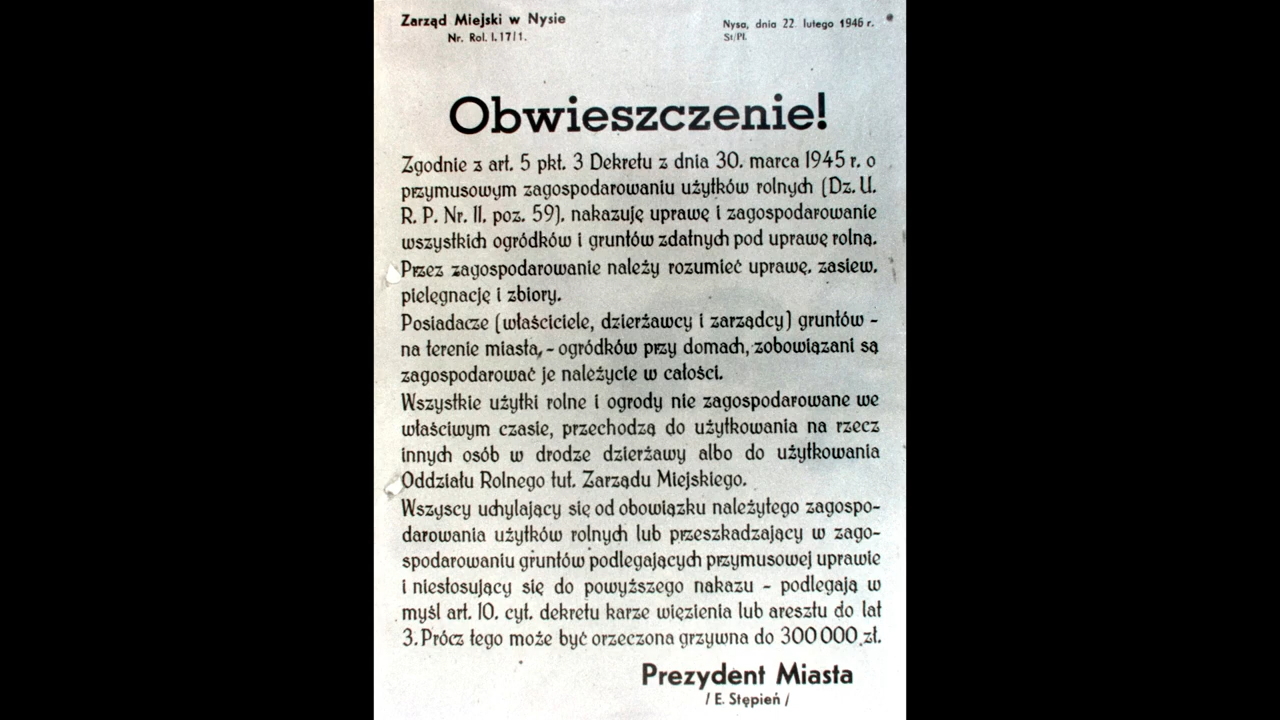 Zarząd Miejski w Nysie
Nr. Rol. I. 17/1.
Nysa, dnia 22 lutego 1946 r.
St/Pl.
Obwieszczenie!
Zgodnie z art. 5 pkt. 3 Dekretu z dnia 30. marca 1945 r. o
przymusowym zagospodarowaniu użytków rolnych (Dz. U.
R. P. Nr. II. poz. 59). nakazuję uprawę i zagospodarowanie
wszystkich ogródków i gruntów zdatnych pod uprawę rolną.
Przez zagospodarowanie należy rozumieć uprawę, zasiew,
pielęgnację i zbiory.
Posiadacze (właściciele, dzierżawcy i zarządcy) gruntów -
na terenie miasta, - ogródków przy domach, zobowiązani są
zagospodarować je należycie w całości.
Wszystkie użytki rolne i ogrody nie zagospodarowane we
właściwym czasie, przechodzą do użytkowania na rzecz
innych osób w drodze dzierżawy albo do użytkowania
Oddziału Rolnego tut. Zarządu Miejskiego.
Wszyscy uchylający się od obowiązku należytego zagospo-
darowania użytków rolnych lub przeszkadzający w zago-
spodarowaniu gruntów podlegających przymusowej uprawie
i niestosujący się do powyższego nakazu - podlegają w
myśl art. 10. cyt. dekretu karze więzienia lub aresztu do lat
3. Prócz tego może być orzeczona grzywna do 300 000 zł.
Prezydent Miasta
/ E. Stępień /